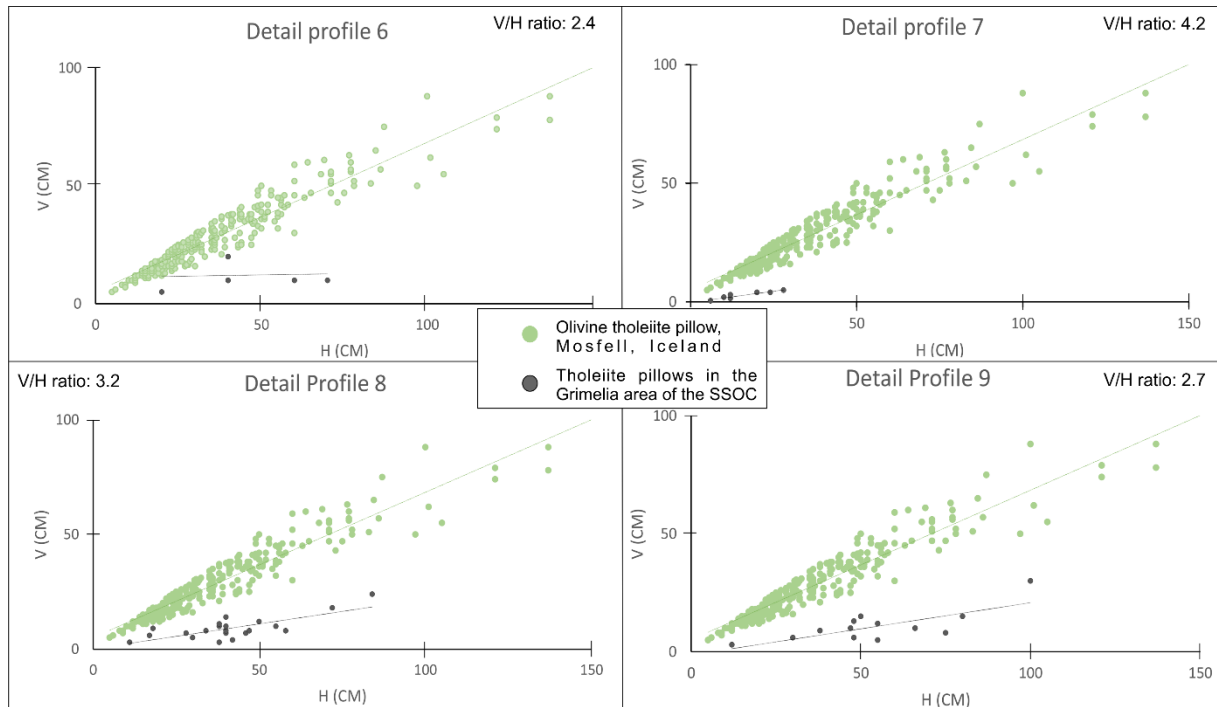 Detail profile 6
V/H ratio: 2.4
100
50
0
V (CM)
0
50
100
H (CM)
Detail profile 7
V/H ratio: 4.2
100
50
0
V (CM)
50
100
150
H (CM)
Olivine tholeiite pillow,
Mosfell, Iceland
Tholeiite pillows in the
Grimelia area of the SSOC
V/H ratio: 3.2
Detail Profile 8
100
50
0
V (CM)
0
50
100
150
H (CM)
Detail Profile 9
V/H ratio: 2.7
100
50
0
V (CM)
0
50
100
150
H (CM)